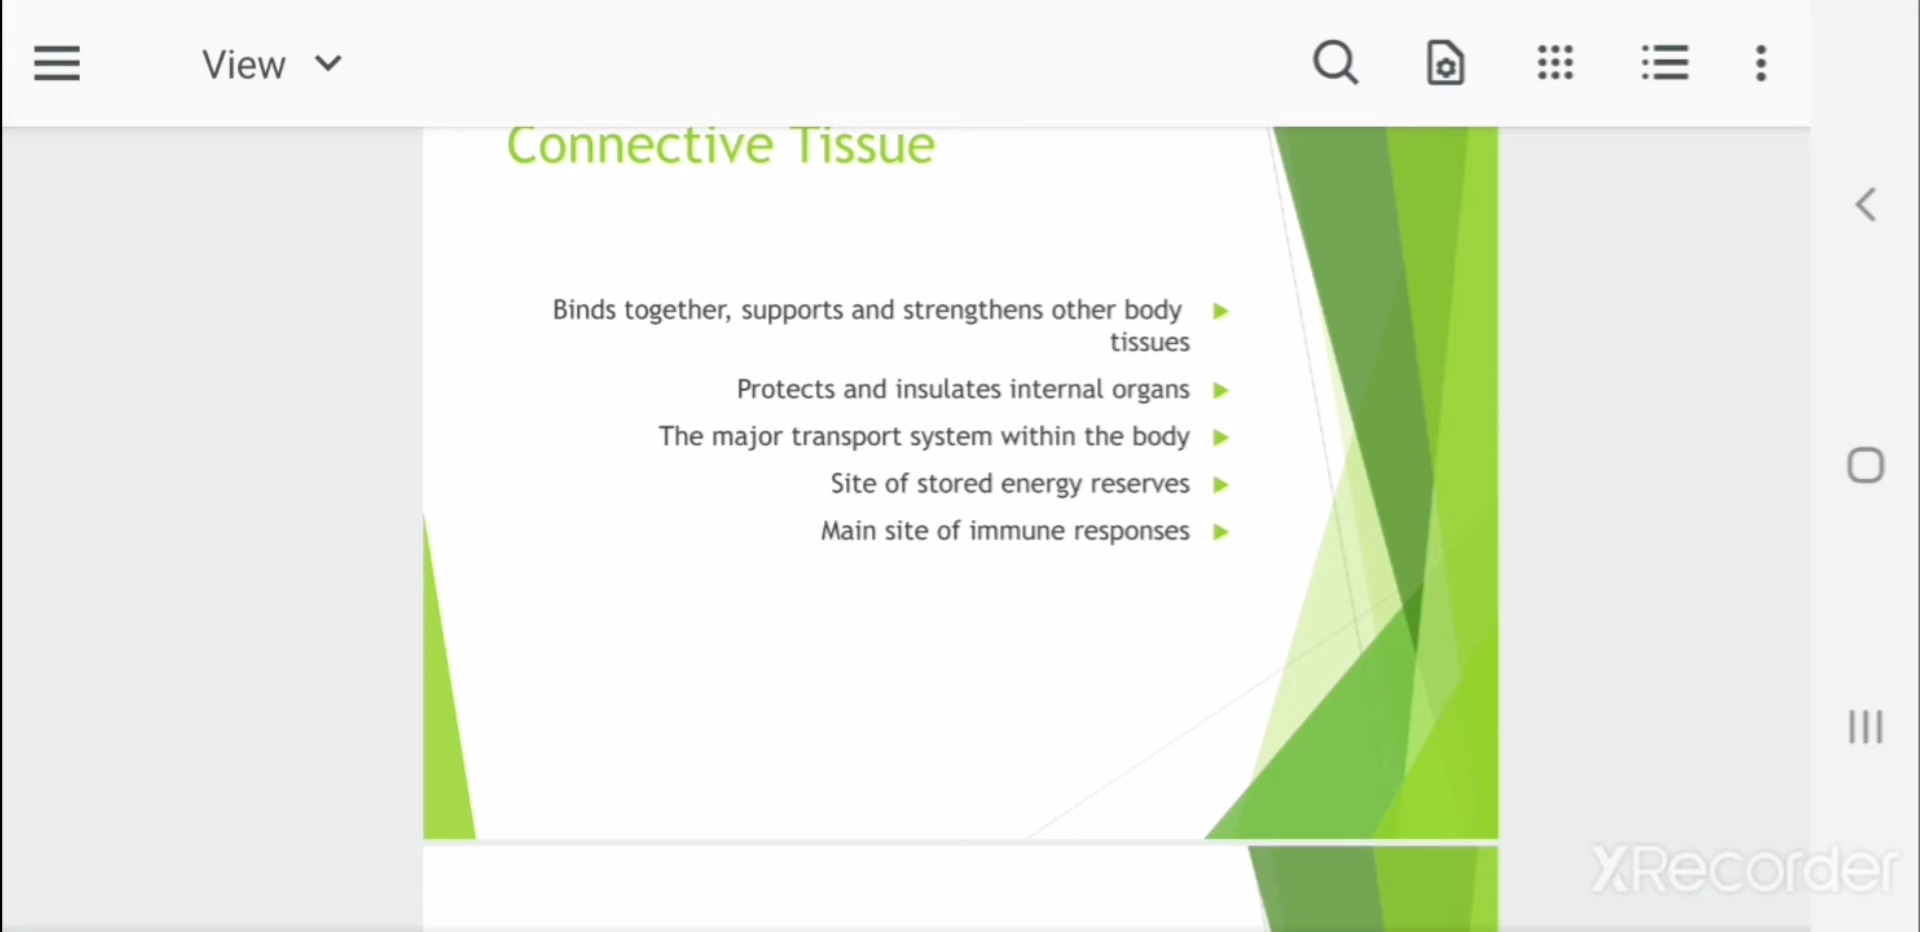 View
Connective Tissue
Binds together, supports and strengthens other body
tissues
Protects and insulates internal organs
The major transport system within the body
Site of stored energy reserves
Main site of immune responses
XRecorder